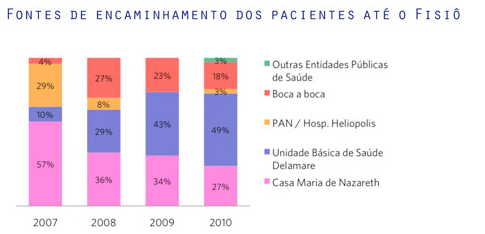 FONTES DE ENCAMINHAMENTO DOS PACIENTES ATÉ O FISIÔ
4%
29%
10%
57%
27%
8%
29%
36%
23%
43%
34%
3%
18%
3%
49%
27%
2007 2008 2009 2010
Outras Entidades Públicas
de Saúde
Boca a boca
PAN / Hosp. Heliopolis
Unidade Básica de Saúde
Delamare
Casa Maria de Nazareth